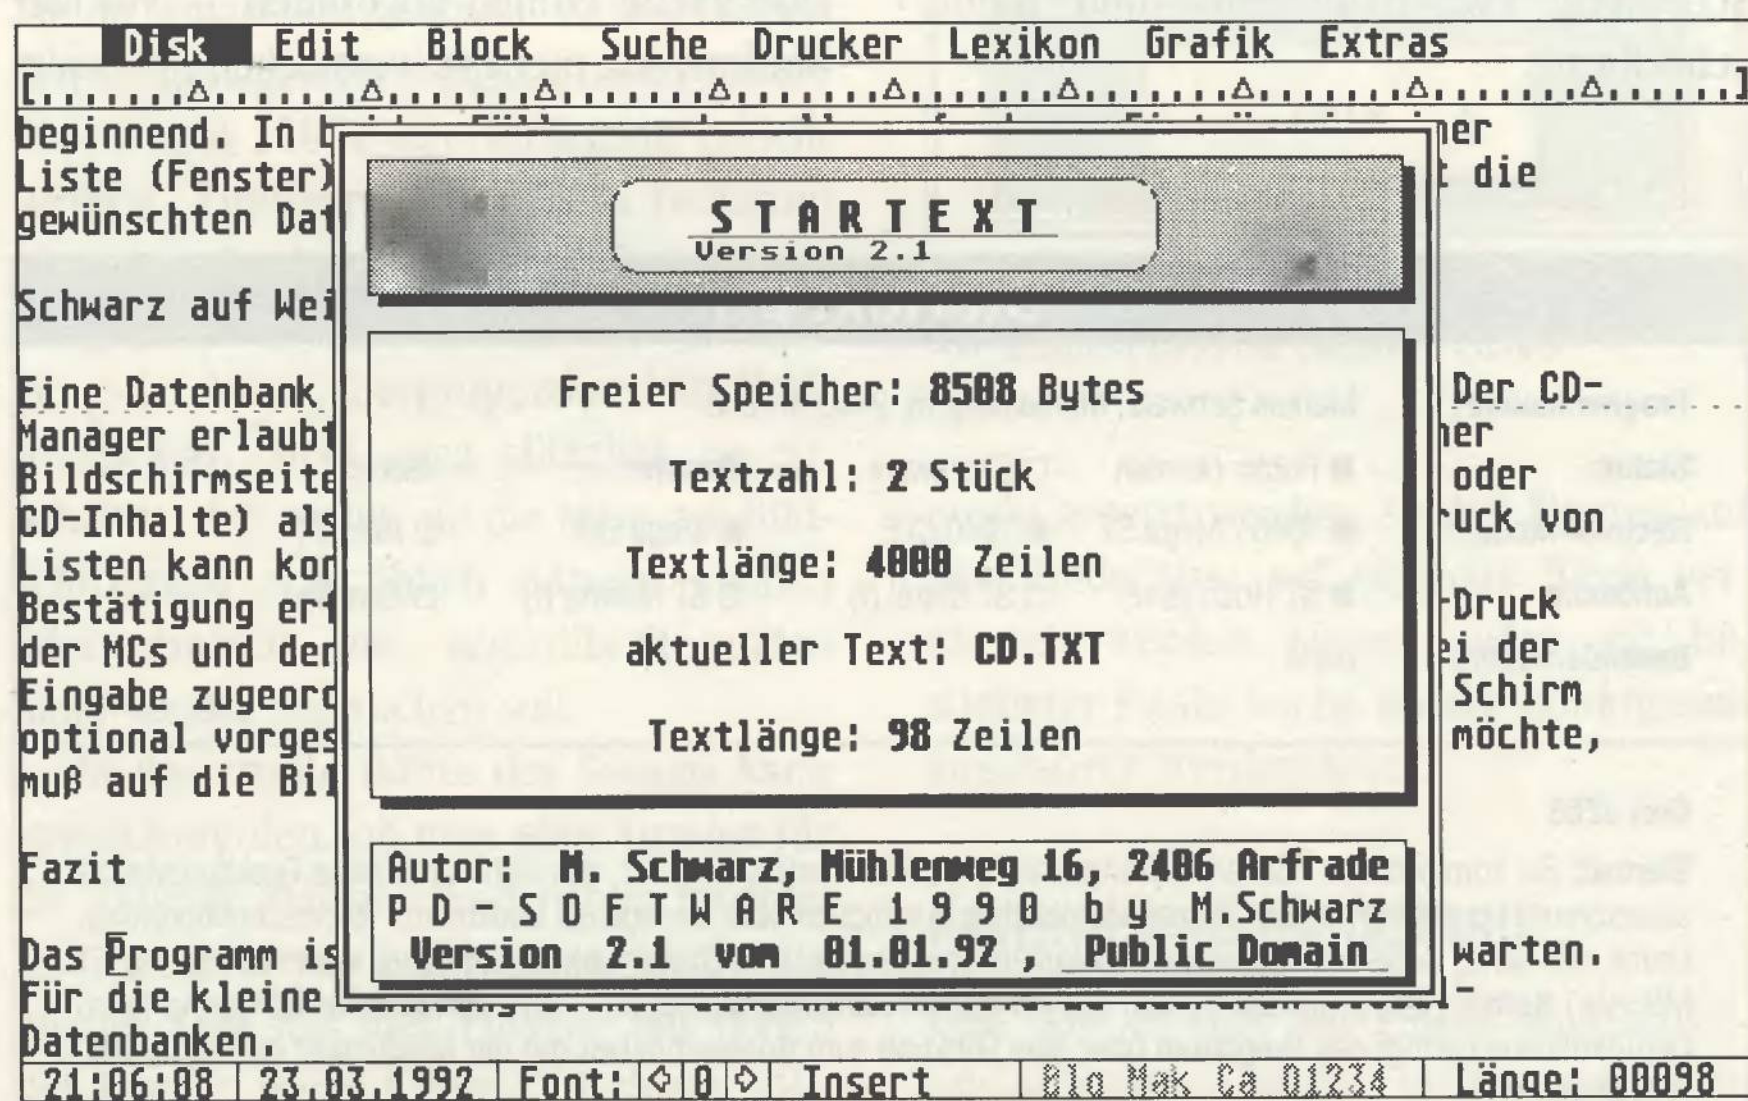 Disk Edit Block Suche Drucker Lexikon Grafik Extras
beginnend. In
Liste (Fenster) t die
gewünschten Dat
Schwarz auf Wei
Eine Datenbank Der CD-
Manager erlaubt ner
Bildschirmseite oder
CD-Inhalte) als ruck von
Listen kann kon
Bestätigung erf -Druck
der MCs und der ei der
Eingabe zugeord Schirm
optional vorges möchte,
muß auf die Bil
Fazit
Das Programm is warten.
Für die kleine
Datenbanken.
STARTEXT
Version 2.1
Freier Speicher: 8508 Bytes
Textzahl: 2 Stück
Textlänge: 4000 Zeilen
aktueller Text: CD.TXT
Textlänge: 98 Zeilen
Autor: M. Schwarz, Mühlenweg 16, 2406 Arfrade
PD-SOFTWARE 1990 by M.Schwarz
Version 2.1 vom 01.01.92, Public Domain
21:06:08 23.03.1992 Font: 0 Insert Blo Mak Ca 01234 Länge: 00098